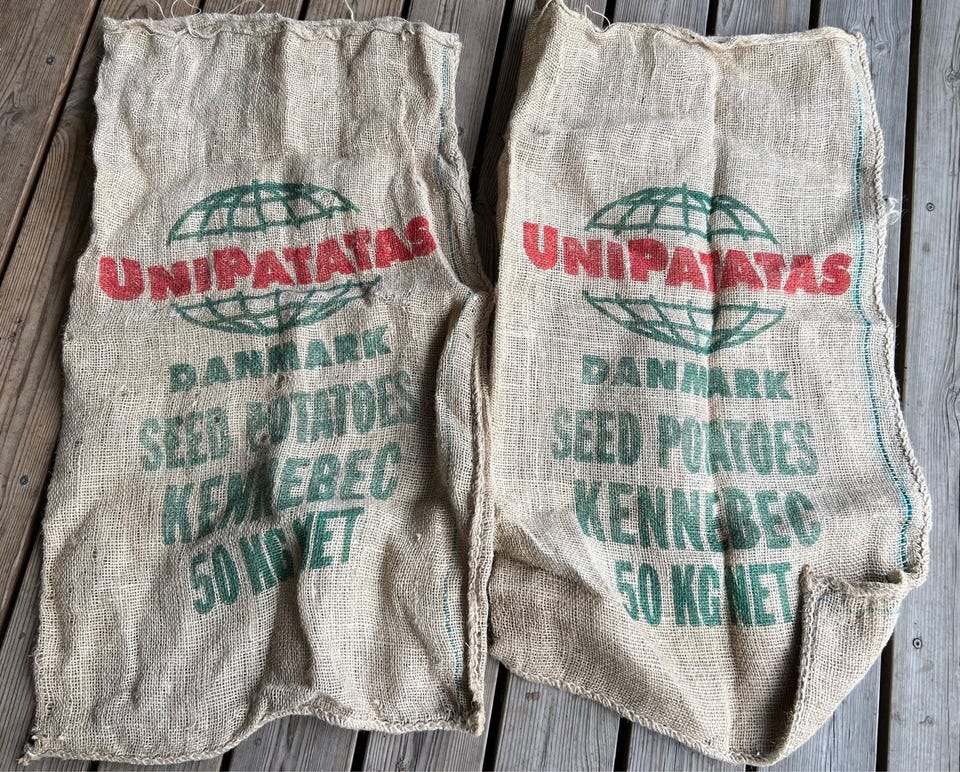 UNIPATATAS
DANMARK
SEED POTATOES
KENNEBEC
50 KG NET
UNIPATATAS
DANMARK
SEED POTATOES
KENNEBEC
50 KG NET